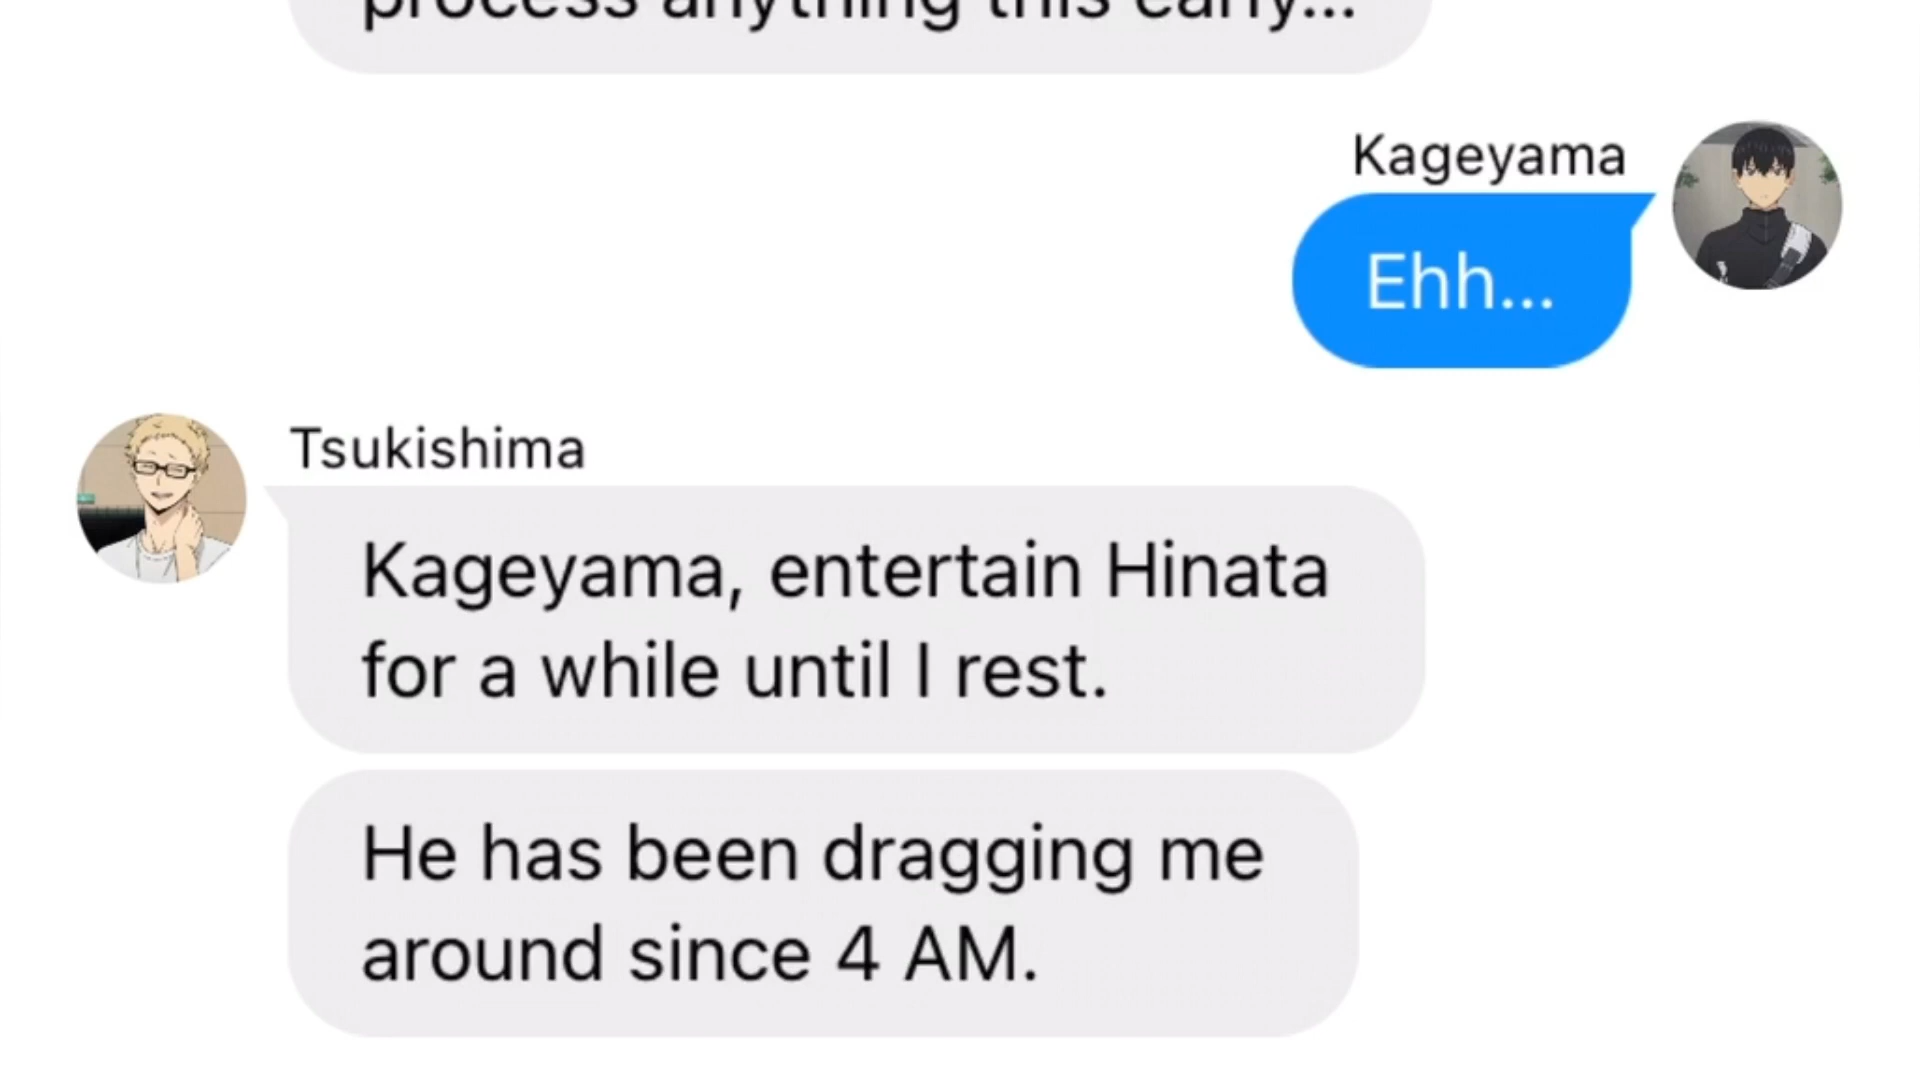 process anything this early...
Kageyama
Ehh...
Tsukishima
Kageyama, entertain Hinata
for a while until I rest.
He has been dragging me
around since 4 AM.